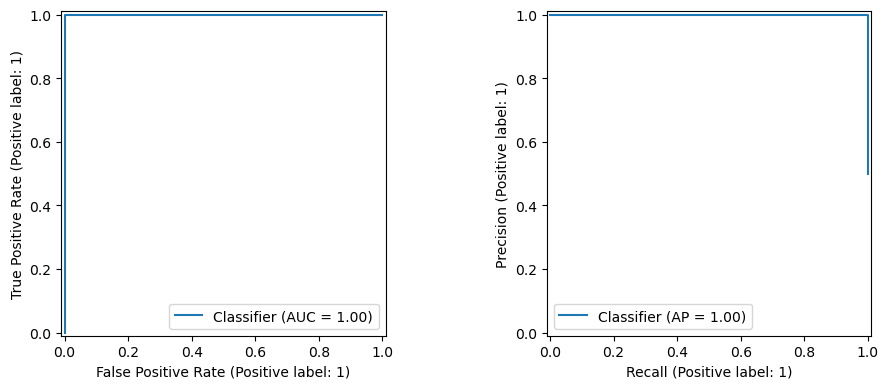 1.0
0.8
0.6
0.4
0.2
0.0
True Positive Rate (Positive label: 1)
Classifier (AUC = 1.00)
0.0 0.2 0.4 0.6 0.8 1.0
False Positive Rate (Positive label: 1)
1.0
0.8
0.6
0.4
0.2
0.0
Precision (Positive label: 1)
Classifier (AP = 1.00)
0.0 0.2 0.4 0.6 0.8 1.0
Recall (Positive label: 1)